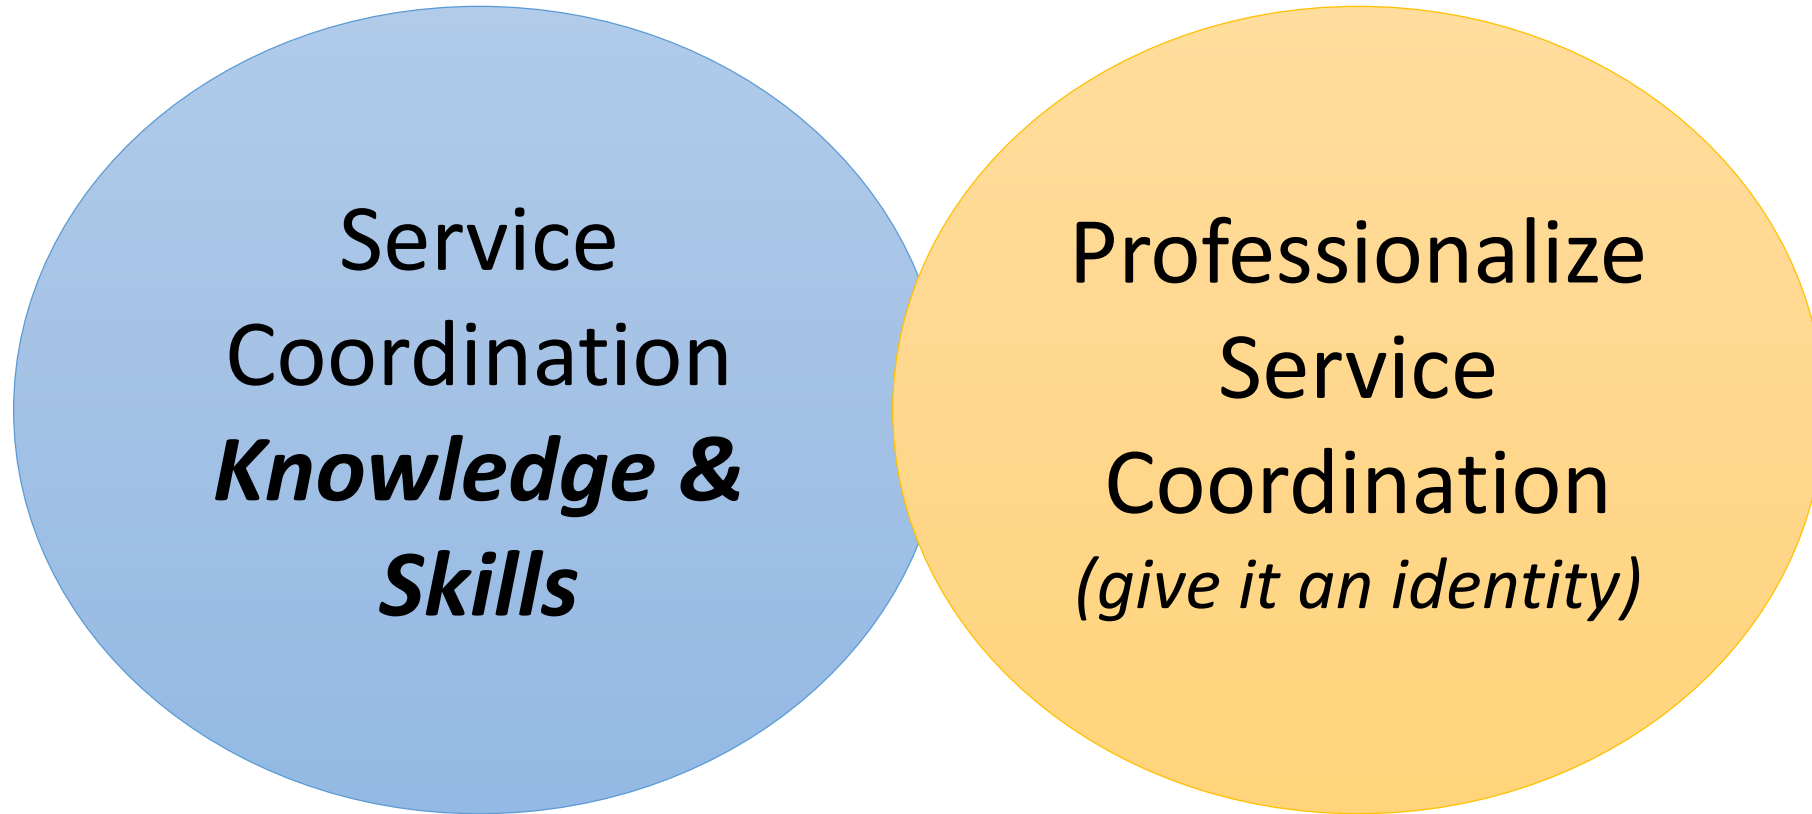 Service
Coordination
Knowledge &
Skills
Professionalize
Service
Coordination
(give it an identity)